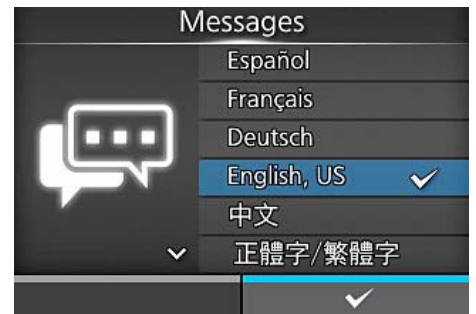 Messages
Español
Français
Deutsch
English, US
中文
正體字/繁體字